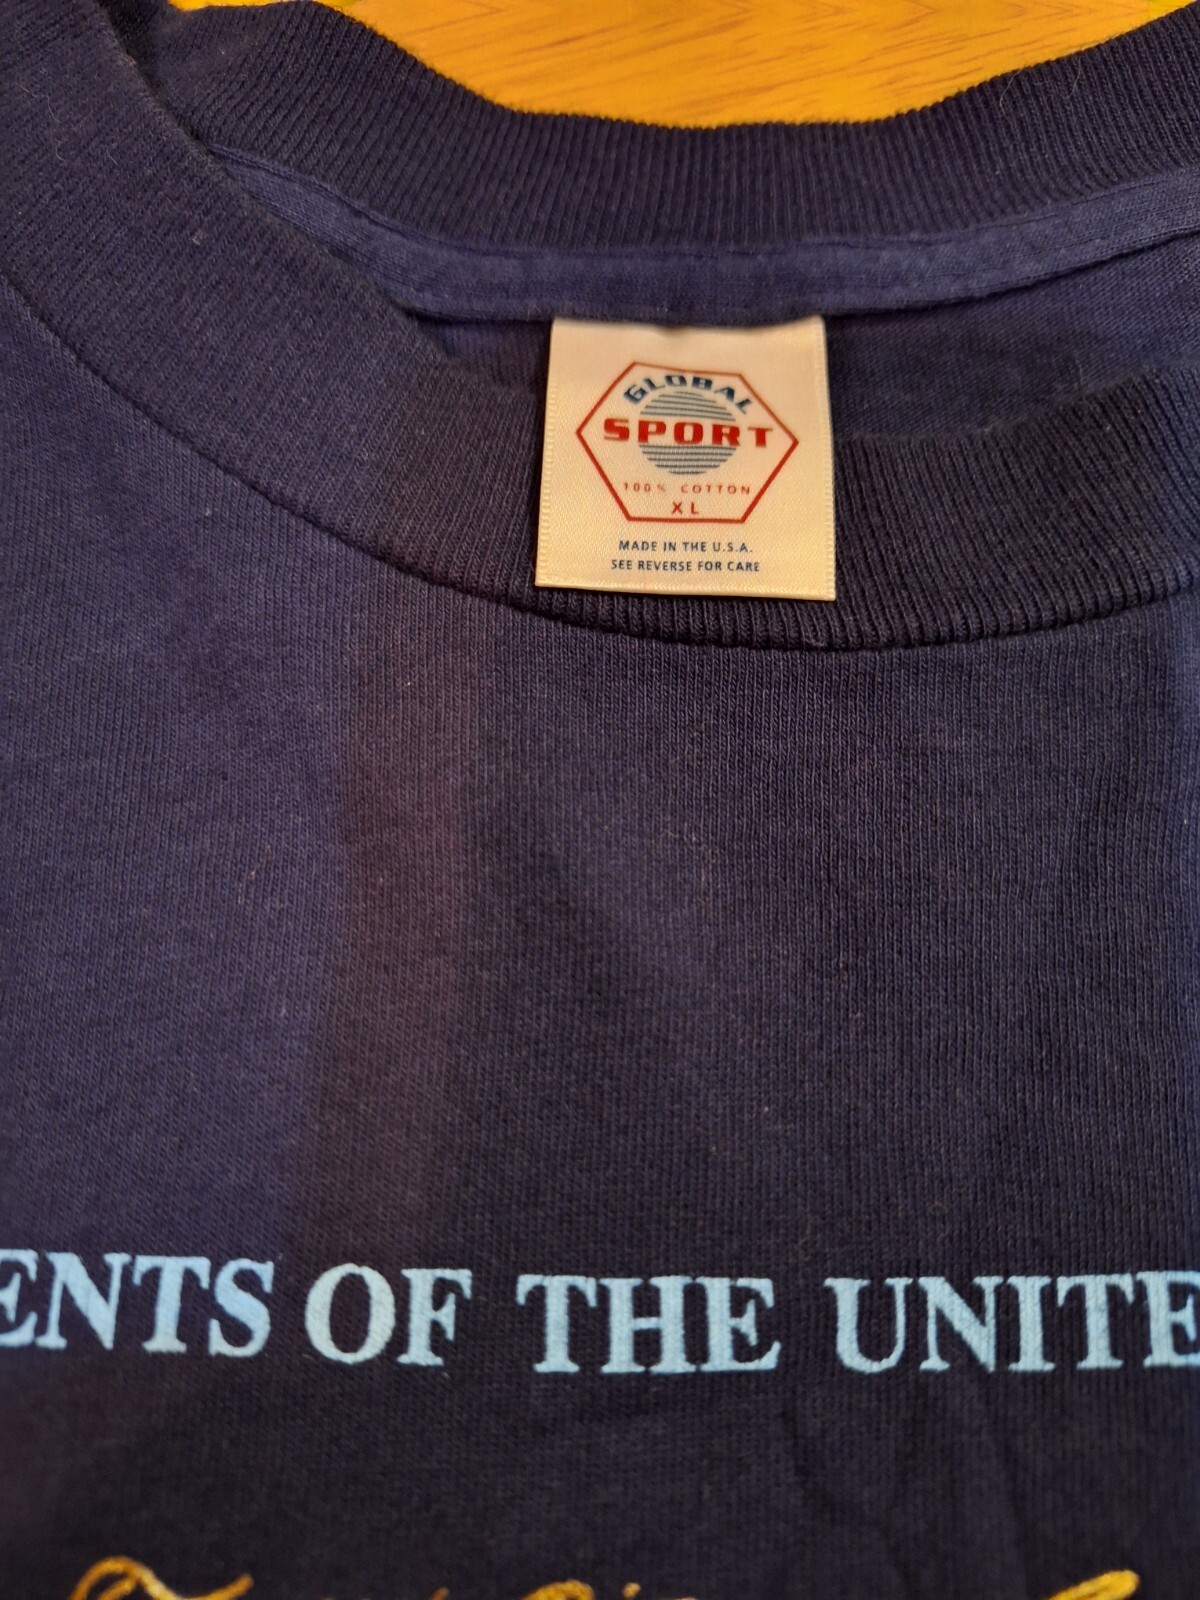 GLOBAL
SPORT
100% COTTON
XL
MADE IN THE U.S.A.
SEE REVERSE FOR CARE
ENTS OF THE UNITE